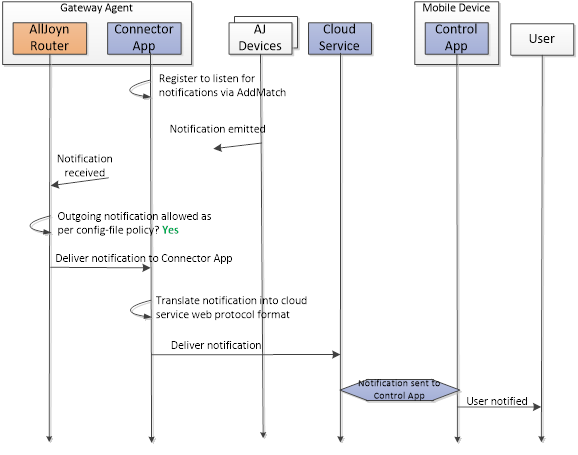 Gateway Agent
Mobile Device
AllJoyn
Router
Connector
App
AJ
Devices
Cloud
Service
Control
App
User
Register to listen for
notifications via AddMatch
Notification emitted
Notification
received
Outgoing notification allowed as
per config-file policy? Yes
Deliver notification to Connector App
Translate notification into cloud
service web protocol format
Deliver notification
Notification sent to
Control App
User notified